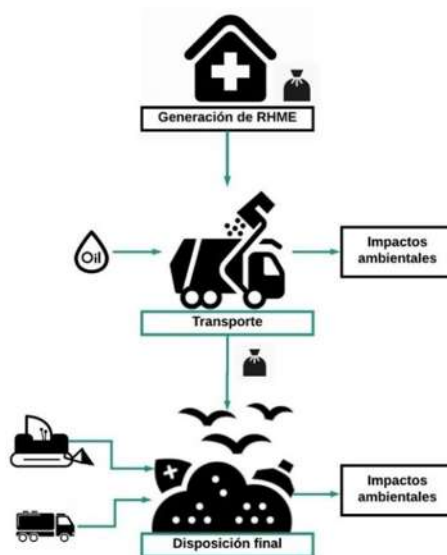 Generación de RHME
Oil
Impactos
ambientales
Transporte
Impactos
ambientales
Disposición final